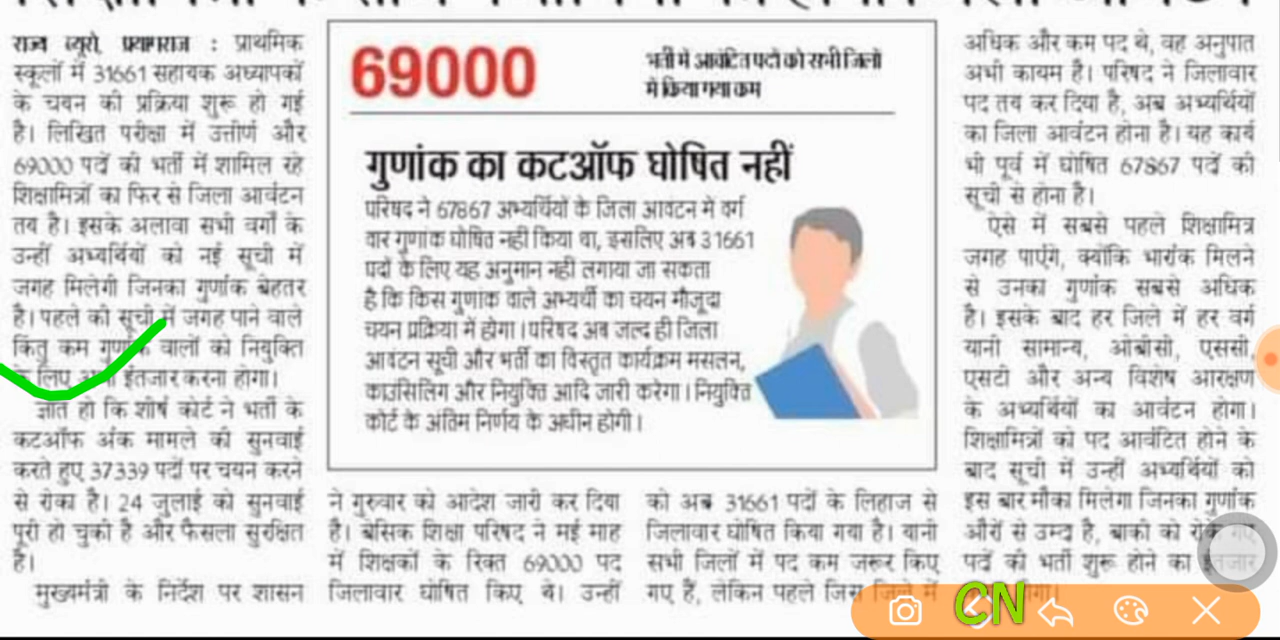 राज्य ब्यूरो, प्रयागराज : प्राथमिक
स्कूलों में 31661 सहायक अध्यापकों
के चयन की प्रक्रिया शुरू हो गई
है। लिखित परीक्षा में उत्तीर्ण और
69000 पदों की भर्ती में शामिल रहे
शिक्षामित्रों का फिर से जिला आवंटन
तय है। इसके अलावा सभी वर्गों के
उन्हीं अभ्यर्थियों को नई सूची में
जगह मिलेगी जिनका गुणांक बेहतर
है। पहले की सूची में जगह पाने वाले
किंतु कम गुणांक वालों को नियुक्ति
के लिए अभी इंतजार करना होगा।
ज्ञात हो कि शीर्ष कोर्ट ने भर्ती के
कटऑफ अंक मामले की सुनवाई
करते हुए 37339 पदों पर चयन करने
से रोका है। 24 जुलाई को सुनवाई
पूरी हो चुकी है और फैसला सुरक्षित
है।
मुख्यमंत्री के निर्देश पर शासन
69000
भर्ती में आवंटित पदों को सभी जिलों
में किया गया कम
गुणांक का कटऑफ घोषित नहीं
परिषद ने 67867 अभ्यर्थियों के जिला आवंटन में वर्ग
वार गुणांक घोषित नहीं किया था, इसलिए अब 31661
पदों के लिए यह अनुमान नहीं लगाया जा सकता
है कि किस गुणांक वाले अभ्यर्थी का चयन मौजूदा
चयन प्रक्रिया में होगा। परिषद अब जल्द ही जिला
आवंटन सूची और भर्ती का विस्तृत कार्यक्रम मसलन,
काउंसिलिंग और नियुक्ति आदि जारी करेगा। नियुक्ति
कोर्ट के अंतिम निर्णय के अधीन होगी।
ने गुरुवार को आदेश जारी कर दिया
है। बेसिक शिक्षा परिषद ने मई माह
में शिक्षकों के रिक्त 69000 पद
जिलावार घोषित किए थे। उन्हीं
को अब 31661 पदों के लिहाज से
जिलावार घोषित किया गया है। यानी
सभी जिलों में पद कम जरूर किए
गए हैं, लेकिन पहले जिस जिले में
अधिक और कम पद थे, वह अनुपात
अभी कायम है। परिषद ने जिलावार
पद तय कर दिया है, अब अभ्यर्थियों
का जिला आवंटन होना है। यह कार्य
भी पूर्व में घोषित 67867 पदों की
सूची से होना है।
ऐसे में सबसे पहले शिक्षामित्र
जगह पाएंगे, क्योंकि भारांक मिलने
से उनका गुणांक सबसे अधिक
है। इसके बाद हर जिले में हर वर्ग
यानी सामान्य, ओबीसी, एससी,
एसटी और अन्य विशेष आरक्षण
के अभ्यर्थियों का आवंटन होगा।
शिक्षामित्रों को पद आवंटित होने के
बाद सूची में उन्हीं अभ्यर्थियों को
इस बार मौका मिलेगा जिनका गुणांक
औरों से उम्दा है, बाकी को रोके गए
पदों की भर्ती शुरू होने का इंतजार
CN